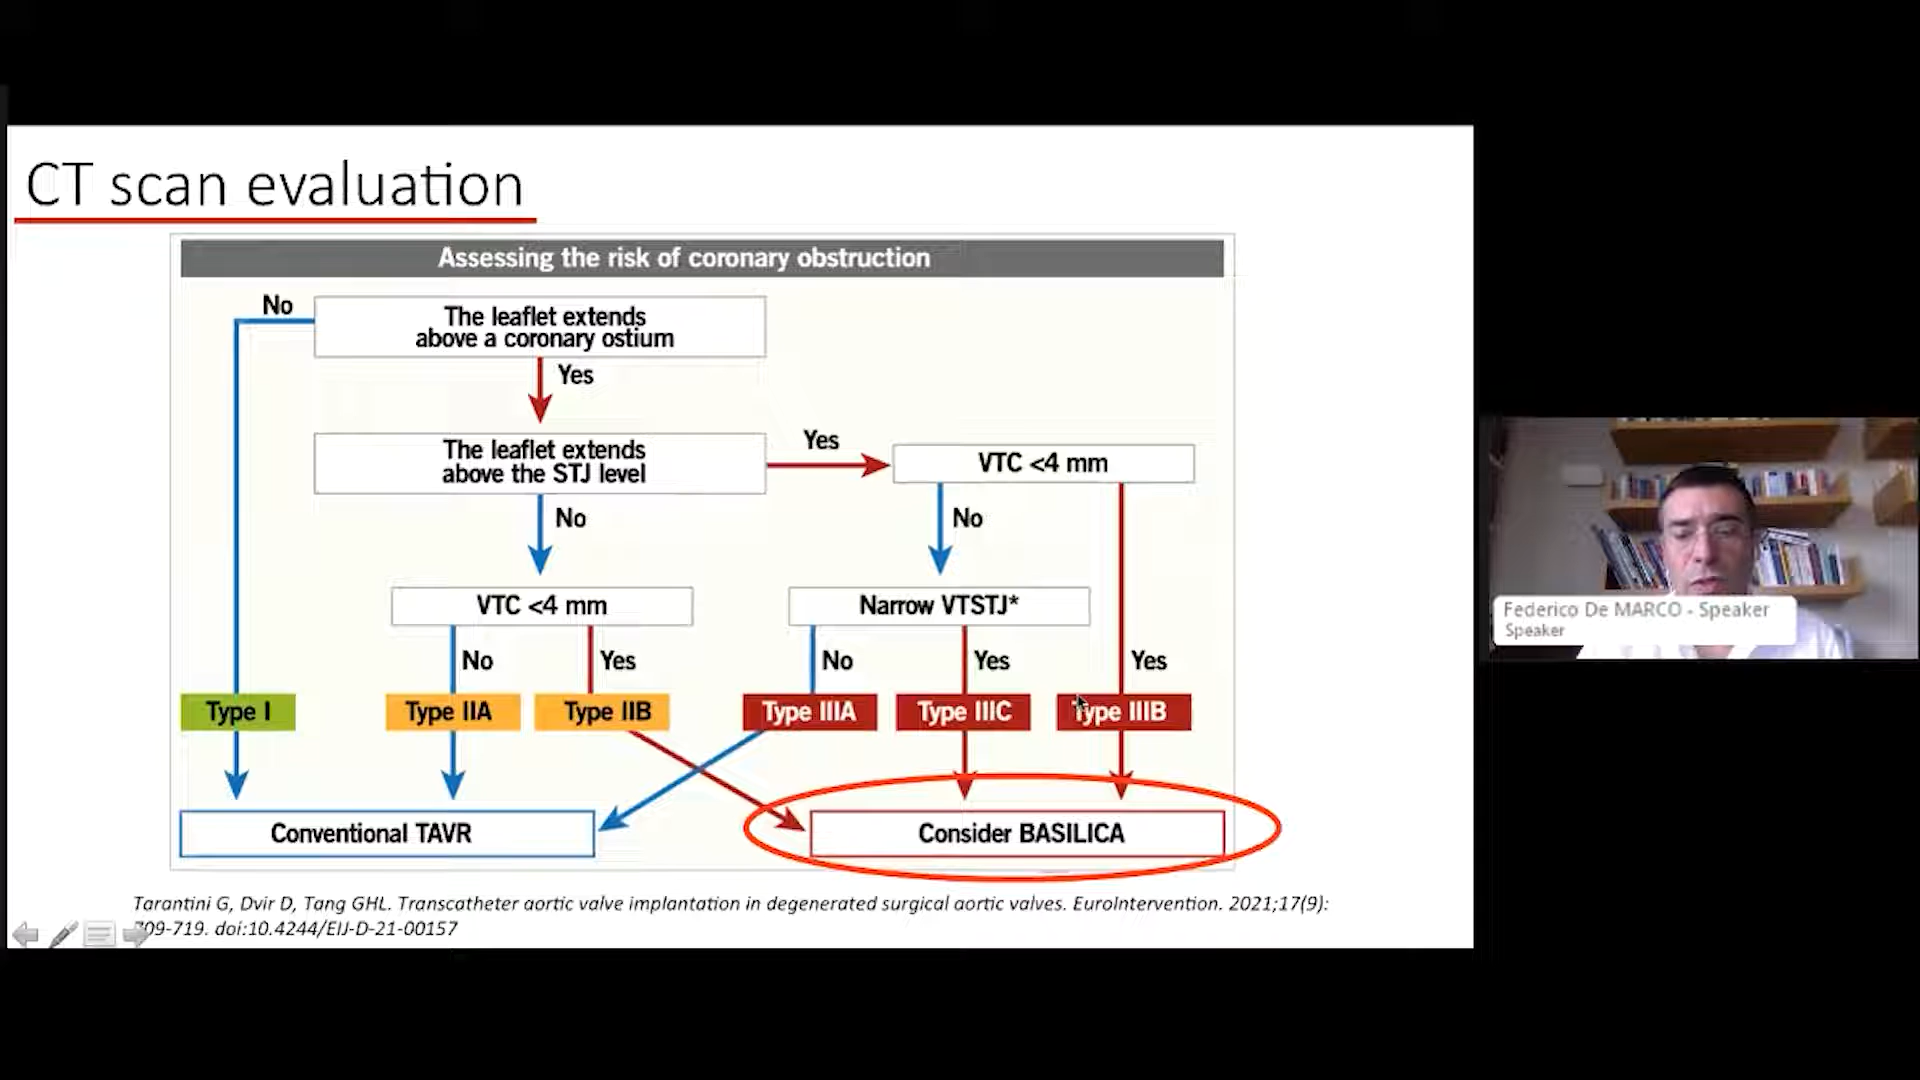 CT scan evaluation
Assessing the risk of coronary obstruction
No
The leaflet extends
above a coronary ostium
Yes
The leaflet extends
above the STJ level
Yes
VTC <4 mm
No
No
VTC <4 mm
Narrow VTSTJ*
No
Yes
No
Yes
Yes
Type I
Type IIA
Type IIB
Type IIIA
Type IIIC
Type IIIB
Conventional TAVR
Consider BASILICA
Tarantini G, Dvir D, Tang GHL. Transcatheter aortic valve implantation in degenerated surgical aortic valves. EuroIntervention. 2021;17(9):
709-719. doi:10.4244/EIJ-D-21-00157
Federico De MARCO - Speaker
Speaker